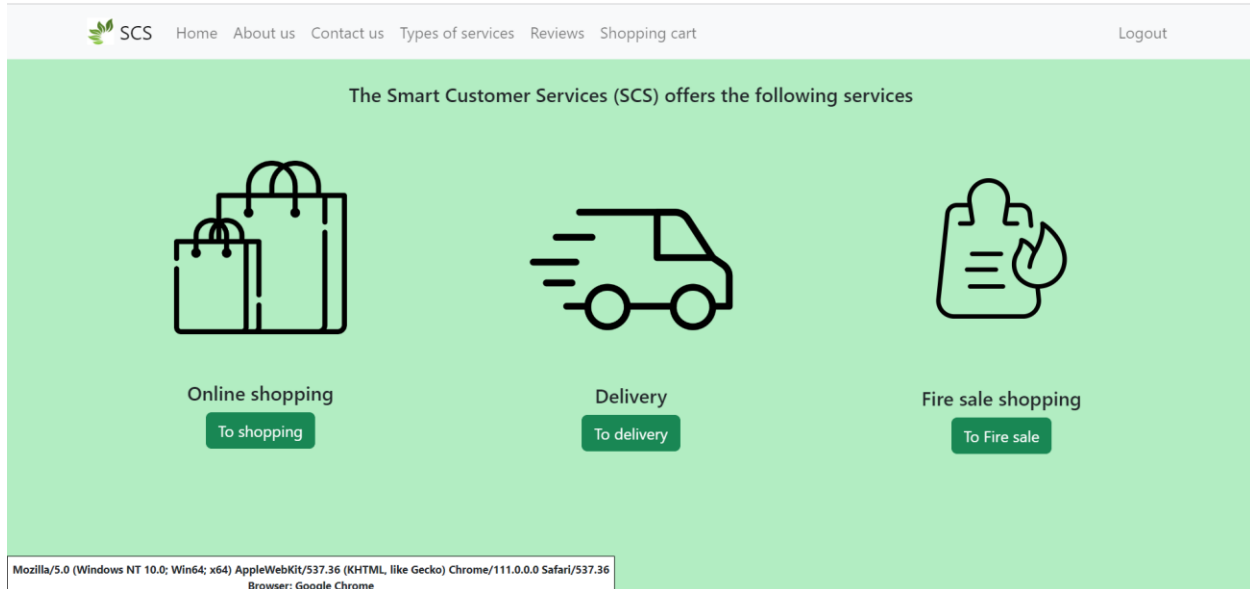 SCS Home About us Contact us Types of services Reviews Shopping cart Logout
The Smart Customer Services (SCS) offers the following services
Online shopping Delivery Fire sale shopping
To shopping To delivery To Fire sale
Mozilla/5.0 (Windows NT 10.0; Win64; x64) AppleWebKit/537.36 (KHTML, like Gecko) Chrome/111.0.0.0 Safari/537.36
Browser: Google Chrome